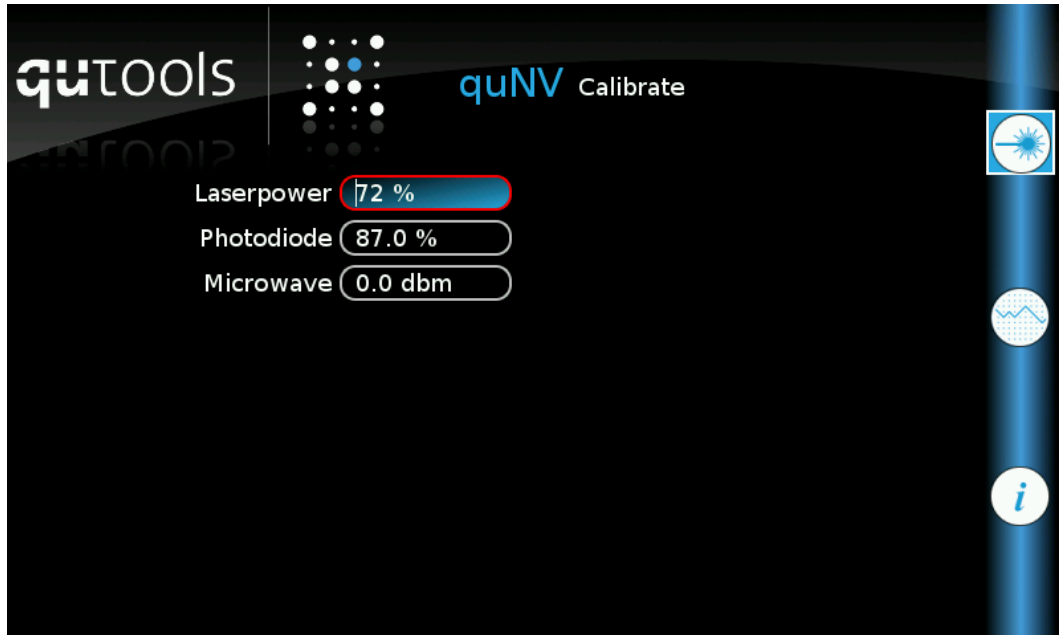 qutools
quNV Calibrate
Laserpower 72 %
Photodiode 87.0 %
Microwave 0.0 dbm
i